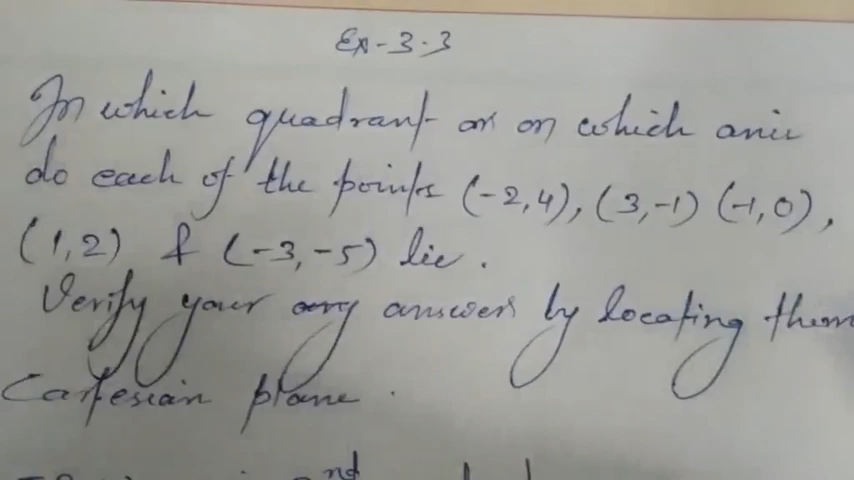 Ex-3.3
In which quadrant or on which axis
do each of the points (-2,4), (3,-1) (-1,0),
(1,2) & (-3,-5) lie.
Verify your answer by locating them
Cartesian plane.
nd